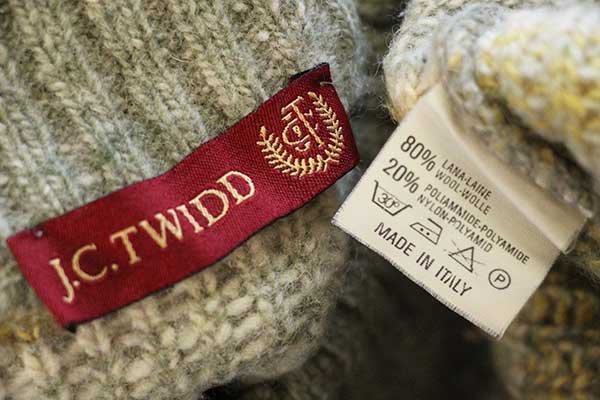 J.C. TWIDD
80% LANA-LAINE
WOOL-WOLLE
20% POLIAMMIDE-POLYAMIDE
NYLON-POLYAMID
30°
P
MADE IN ITALY